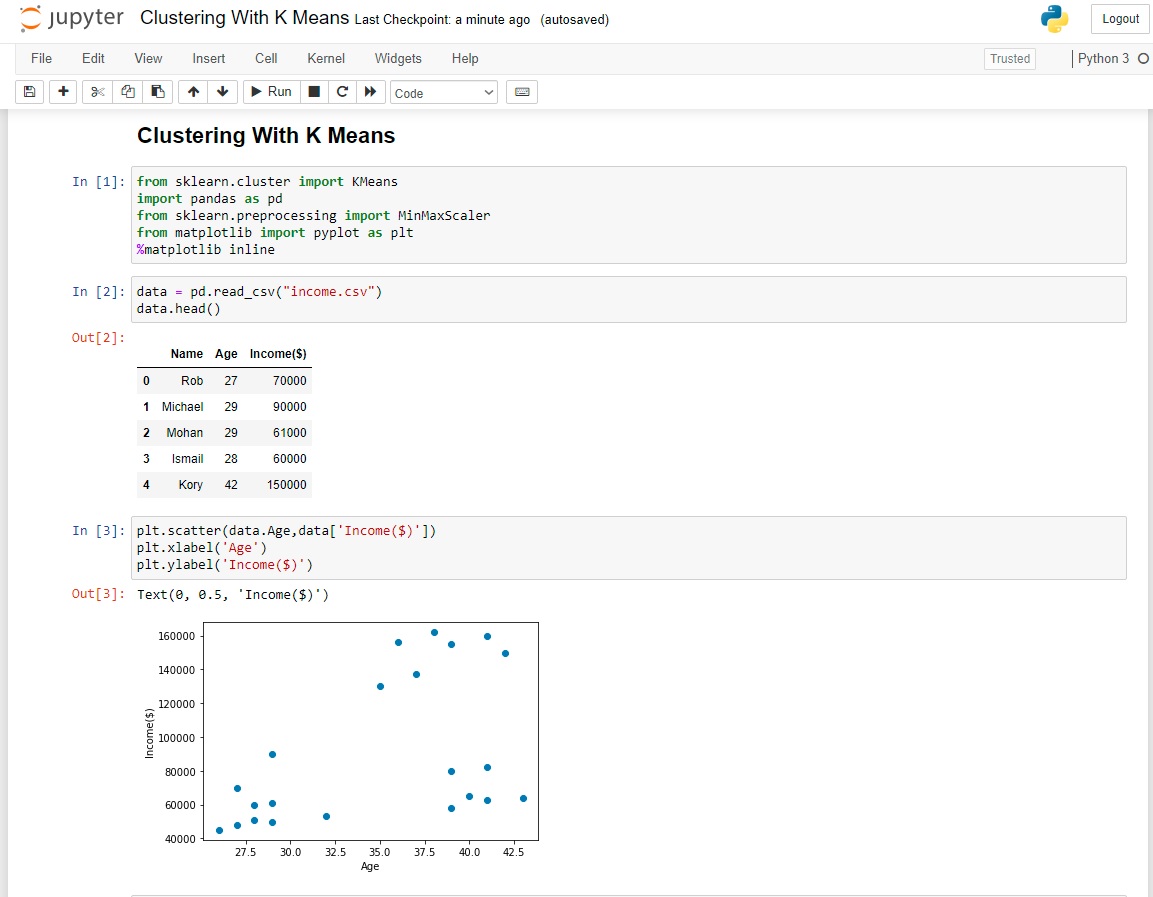 jupyter Clustering With K Means Last Checkpoint: a minute ago (autosaved) Logout
File Edit View Insert Cell Kernel Widgets Help Trusted Python 3
Run Code
Clustering With K Means
In [1]: from sklearn.cluster import KMeans
import pandas as pd
from sklearn.preprocessing import MinMaxScaler
from matplotlib import pyplot as plt
%matplotlib inline
In [2]: data = pd.read_csv("income.csv")
data.head()
Out[2]:
Name Age Income($)
0 Rob 27 70000
1 Michael 29 90000
2 Mohan 29 61000
3 Ismail 28 60000
4 Kory 42 150000
In [3]: plt.scatter(data.Age,data['Income($)'])
plt.xlabel('Age')
plt.ylabel('Income($)')
Out[3]: Text(0, 0.5, 'Income($)')
160000
140000
120000
100000
80000
60000
40000
Income($)
27.5 30.0 32.5 35.0 37.5 40.0 42.5
Age